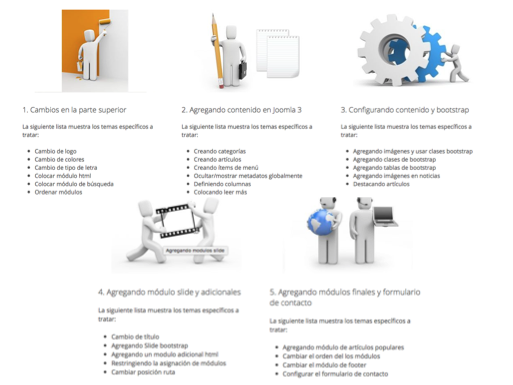 1. Cambios en la parte superior
La siguiente lista muestra los temas específicos a
tratar:
Cambio de logo
Cambio de colores
Cambio de tipo de letra
Colocar módulo html
Colocar módulo de búsqueda
Ordenar módulos
2. Agregando contenido en Joomla 3
La siguiente lista muestra los temas específicos a
tratar:
Creando categorías
Creando artículos
Creando ítems de menú
Ocultar/mostrar metadatos globalmente
Definiendo columnas
Colocando leer más
3. Configurando contenido y bootstrap
La siguiente lista muestra los temas específicos a
tratar:
Agregando imágenes y usar clases bootstrap
Agregando clases de bootstrap
Agregando tablas de bootstrap
Agregando imágenes en noticias
Destacando artículos
Agregando modulos slide
4. Agregando módulo slide y adicionales
La siguiente lista muestra los temas específicos a
tratar:
Cambio de título
Agregando Slide bootstrap
Agregando un modulo adicional html
Restringiendo la asignación de módulos
Cambiar posición ruta
5. Agregando módulos finales y formulario
de contacto
La siguiente lista muestra los temas específicos a
tratar:
Agregando módulo de artículos populares
Cambiar el orden del los módulos
Cambiar el módulo de footer
Configurar el formulario de contacto